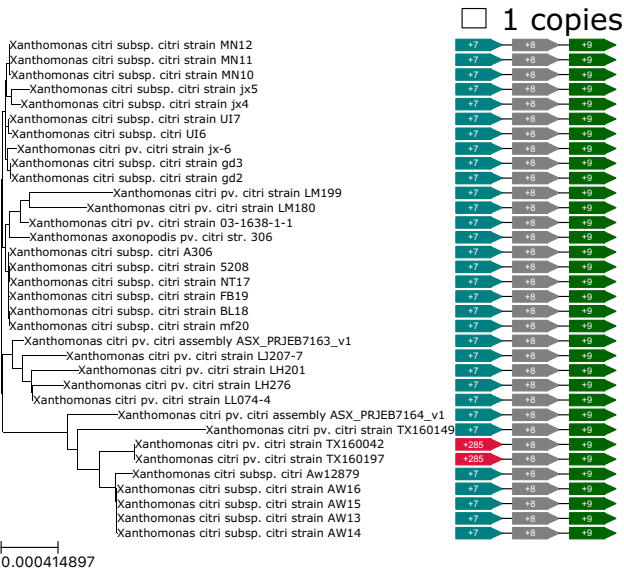 1 copies
Xanthomonas citri subsp. citri strain MN12 +7 +8 +9
Xanthomonas citri subsp. citri strain MN11 +7 +8 +9
Xanthomonas citri subsp. citri strain MN10 +7 +8 +9
Xanthomonas citri subsp. citri strain jx5 +7 +8 +9
Xanthomonas citri subsp. citri strain jx4 +7 +8 +9
Xanthomonas citri subsp. citri strain UI7 +7 +8 +9
Xanthomonas citri subsp. citri UI6 +7 +8 +9
Xanthomonas citri pv. citri strain jx-6 +7 +8 +9
Xanthomonas citri subsp. citri strain gd3 +7 +8 +9
Xanthomonas citri subsp. citri strain gd2 +7 +8 +9
Xanthomonas citri pv. citri strain LM199 +7 +8 +9
Xanthomonas citri pv. citri strain LM180 +7 +8 +9
Xanthomonas citri pv. citri strain 03-1638-1-1 +7 +8 +9
Xanthomonas axonopodis pv. citri str. 306 +7 +8 +9
Xanthomonas citri subsp. citri A306 +7 +8 +9
Xanthomonas citri subsp. citri strain 5208 +7 +8 +9
Xanthomonas citri subsp. citri strain NT17 +7 +8 +9
Xanthomonas citri subsp. citri strain FB19 +7 +8 +9
Xanthomonas citri subsp. citri strain BL18 +7 +8 +9
Xanthomonas citri subsp. citri strain mf20 +7 +8 +9
Xanthomonas citri pv. citri assembly ASX_PRJEB7163_v1 +7 +8 +9
Xanthomonas citri pv. citri strain LJ207-7 +7 +8 +9
Xanthomonas citri pv. citri strain LH201 +7 +8 +9
Xanthomonas citri pv. citri strain LH276 +7 +8 +9
Xanthomonas citri pv. citri strain LL074-4 +7 +8 +9
Xanthomonas citri pv. citri assembly ASX_PRJEB7164_v1 +7 +8 +9
Xanthomonas citri pv. citri strain TX160149 +7 +8 +9
Xanthomonas citri pv. citri strain TX160042 +285 +8 +9
Xanthomonas citri pv. citri strain TX160197 +285 +8 +9
Xanthomonas citri subsp. citri Aw12879 +7 +8 +9
Xanthomonas citri subsp. citri strain AW16 +7 +8 +9
Xanthomonas citri subsp. citri strain AW15 +7 +8 +9
Xanthomonas citri subsp. citri strain AW13 +7 +8 +9
Xanthomonas citri subsp. citri strain AW14 +7 +8 +9
0.000414897